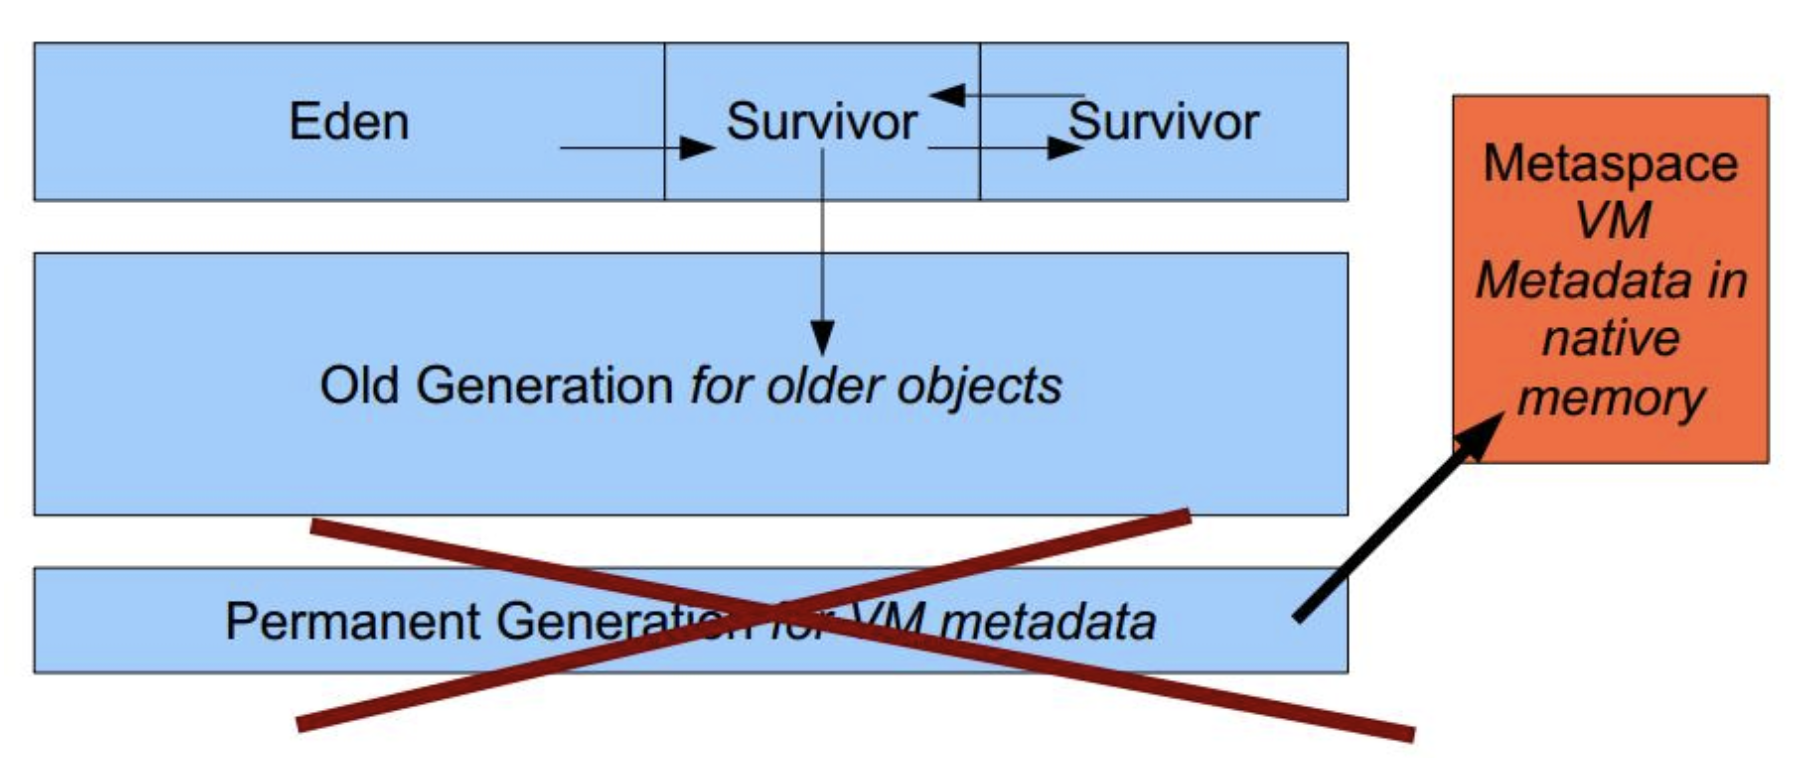 Eden
Survivor
Survivor
Old Generation for older objects
Permanent Generation for VM metadata
Metaspace
VM
Metadata in
native
memory